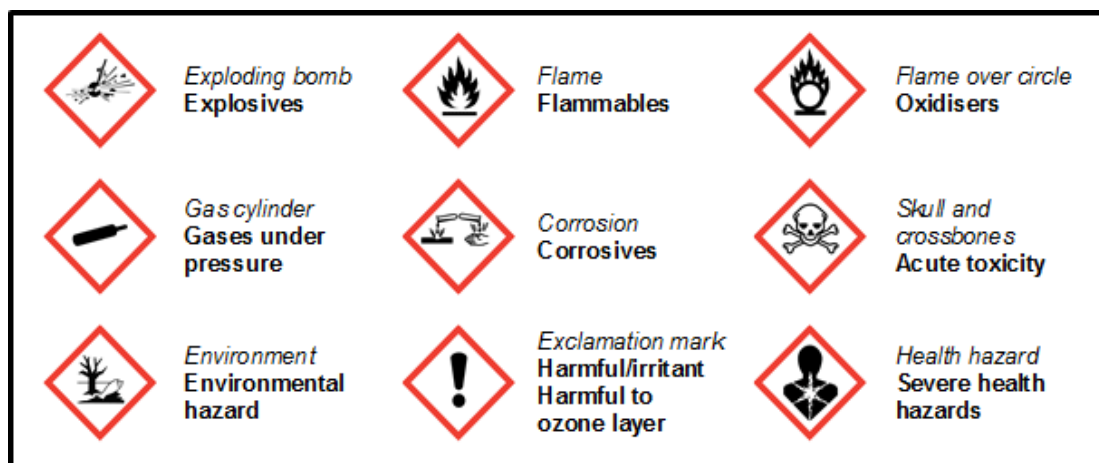 Exploding bomb
Explosives
Flame
Flammables
Flame over circle
Oxidisers
Gas cylinder
Gases under
pressure
Corrosion
Corrosives
Skull and
crossbones
Acute toxicity
Environment
Environmental
hazard
Exclamation mark
Harmful/irritant
Harmful to
ozone layer
Health hazard
Severe health
hazards